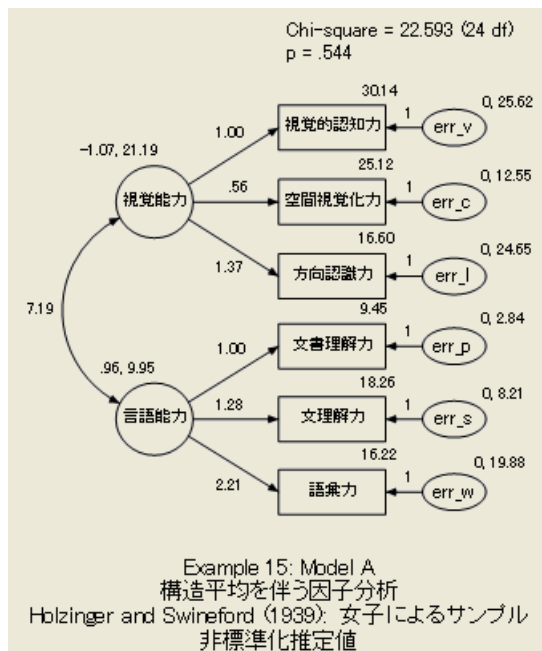 Chi-square = 22.593 (24 df)
p = .544
30.14
0, 25.62
視覚的認知力
1
err_v
1.00
-1.07, 21.19
25.12
0, 12.55
視覚能力
.56
空間視覚化力
1
err_c
16.60
0, 24.65
1.37
方向認識力
1
err_l
7.19
9.45
0, 2.84
.96, 9.95
1.00
文書理解力
1
err_p
18.26
0, 8.21
言語能力
1.28
文理解力
1
err_s
16.22
0, 19.88
2.21
語彙力
1
err_w
Example 15: Model A
構造平均を伴う因子分析
Holzinger and Swineford (1939): 女子によるサンプル
非標準化推定値